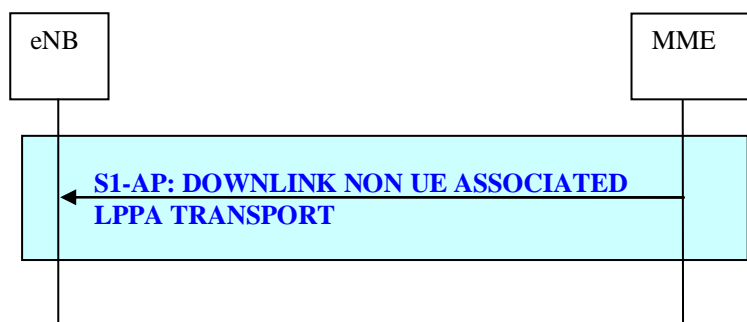 eNB
MME
S1-AP: DOWNLINK NON UE ASSOCIATED
LPPA TRANSPORT